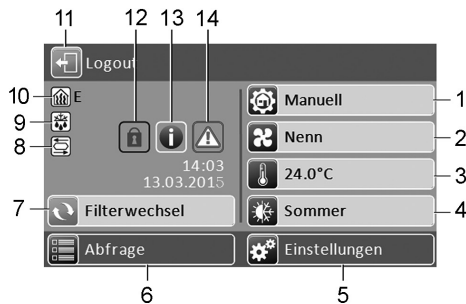 11
12
13
14
Logout
10
E
9
8
14:03
13.03.2015
Manuell
1
Nenn
2
24.0°C
3
7
Filterwechsel
Sommer
4
Abfrage
Einstellungen
6
5